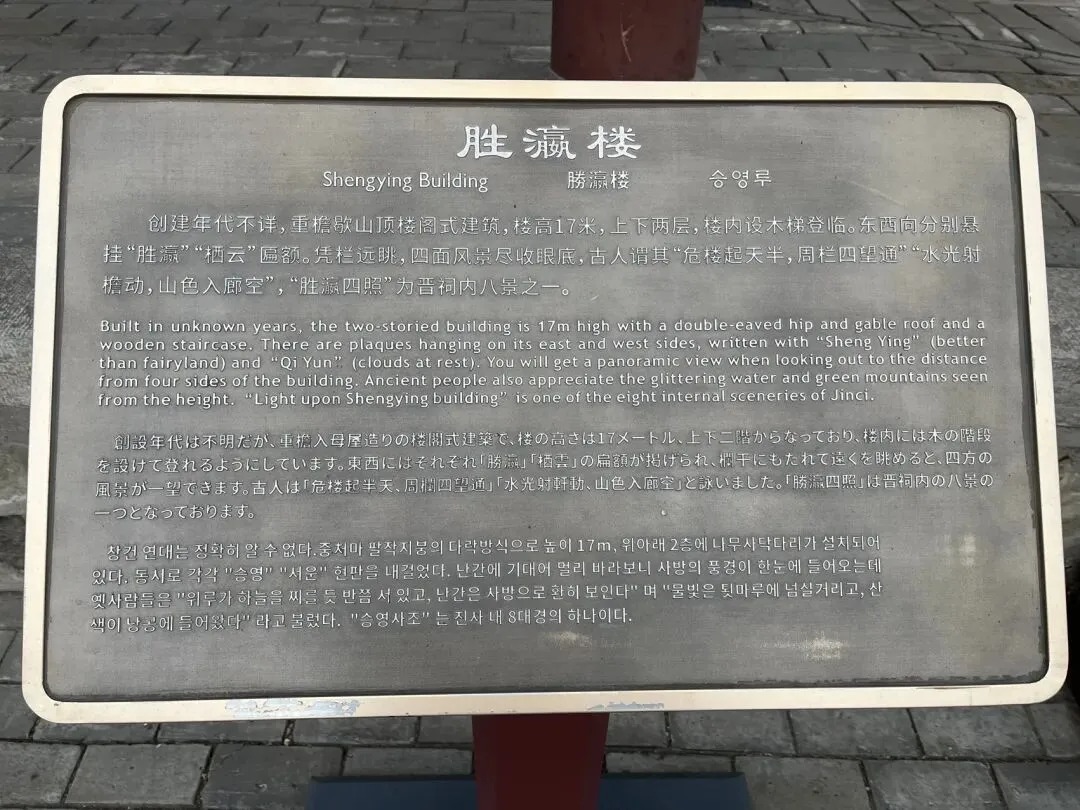 胜瀛楼
Shengying Building 勝瀛楼 승영루
创建年代不详，重檐歇山顶楼阁式建筑，楼高17米，上下两层，楼内设木梯登临。东西向分别悬
挂“胜瀛”“栖云”匾额。凭栏远眺，四面风景尽收眼底，古人谓其“危楼起天半，周栏四望通”“水光射
檐动，山色入廊空”，“胜瀛四照”为晋祠内八景之一。
Built in unknown years, the two-storied building is 17m high with a double-eaved hip and gable roof and a
wooden staircase. There are plaques hanging on its east and west sides, written with “Sheng Ying” (better
than fairyland) and “Qi Yun” (clouds at rest). You will get a panoramic view when looking out to the distance
from four sides of the building. Ancient people also appreciate the glittering water and green mountains seen
from the height. “Light upon Shengying building” is one of the eight internal sceneries of Jinci.
創設年代は不明だが、重檐入母屋造りの楼閣式建築で、楼の高さは17メートル、上下二階からなっており、楼内には木の階段
を設けて登れるようにしています。東西にはそれぞれ「勝瀛」「栖雲」の扁額が掲げられ、欄干にもたれて遠くを眺めると、四方の
風景が一望できます。古人は「危楼起半天、周欄四望通」「水光射軒動、山色入廊空」と詠いました。「勝瀛四照」は晋祠内の八景の
一つとなっております。
창건 연대는 정확히 알 수 없다.중처마 팔작지붕의 다락방식으로 높이 17m, 위아래 2층에 나무사닥다리가 설치되어
있다. 동서로 각각 "승영" "서운" 현판을 내걸었다. 난간에 기대어 멀리 바라보니 사방의 풍경이 한눈에 들어오는데
옛사람들은 "위루가 하늘을 찌를 듯 반쯤 서 있고, 난간은 사방으로 환히 보인다" 며 "물빛은 툇마루에 넘실거리고, 산
색이 낭콩에 들어왔다" 라고 불렀다. "승영사조" 는 진사 내 8대경의 하나이다.